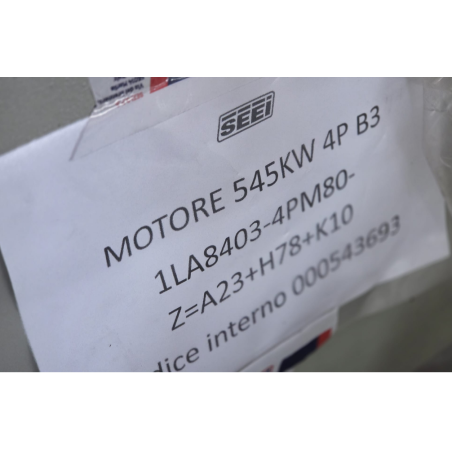 SEEI
MOTORE 545KW 4P B3
1LA8403-4PM80-
Z=A23+H78+K10
dice interno 000543693